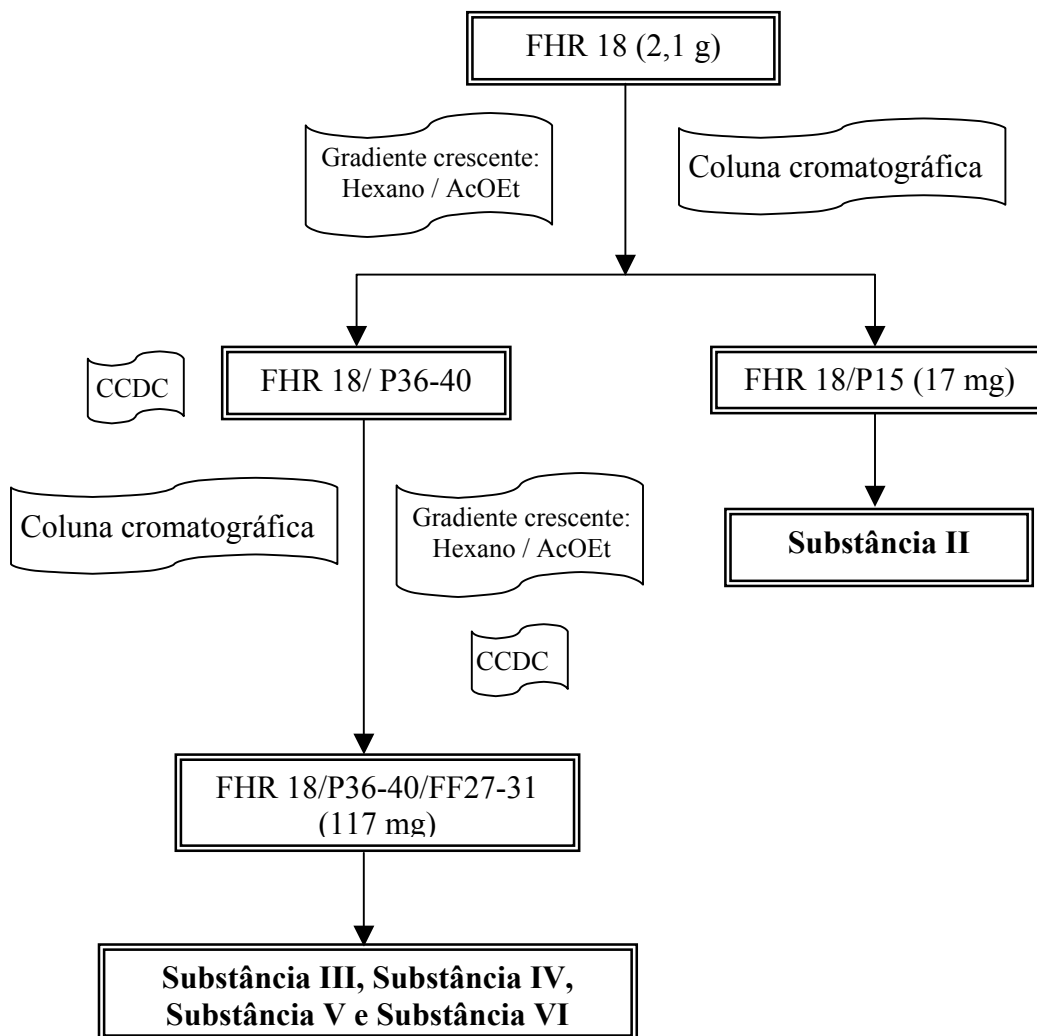 FHR 18 (2,1 g)
Gradiente crescente:
Hexano / AcOEt
Coluna cromatográfica
CCDC
FHR 18/ P36-40
FHR 18/P15 (17 mg)
Coluna cromatográfica
Gradiente crescente:
Hexano / AcOEt
Substância II
CCDC
FHR 18/P36-40/FF27-31
(117 mg)
Substância III, Substância IV,
Substância V e Substância VI